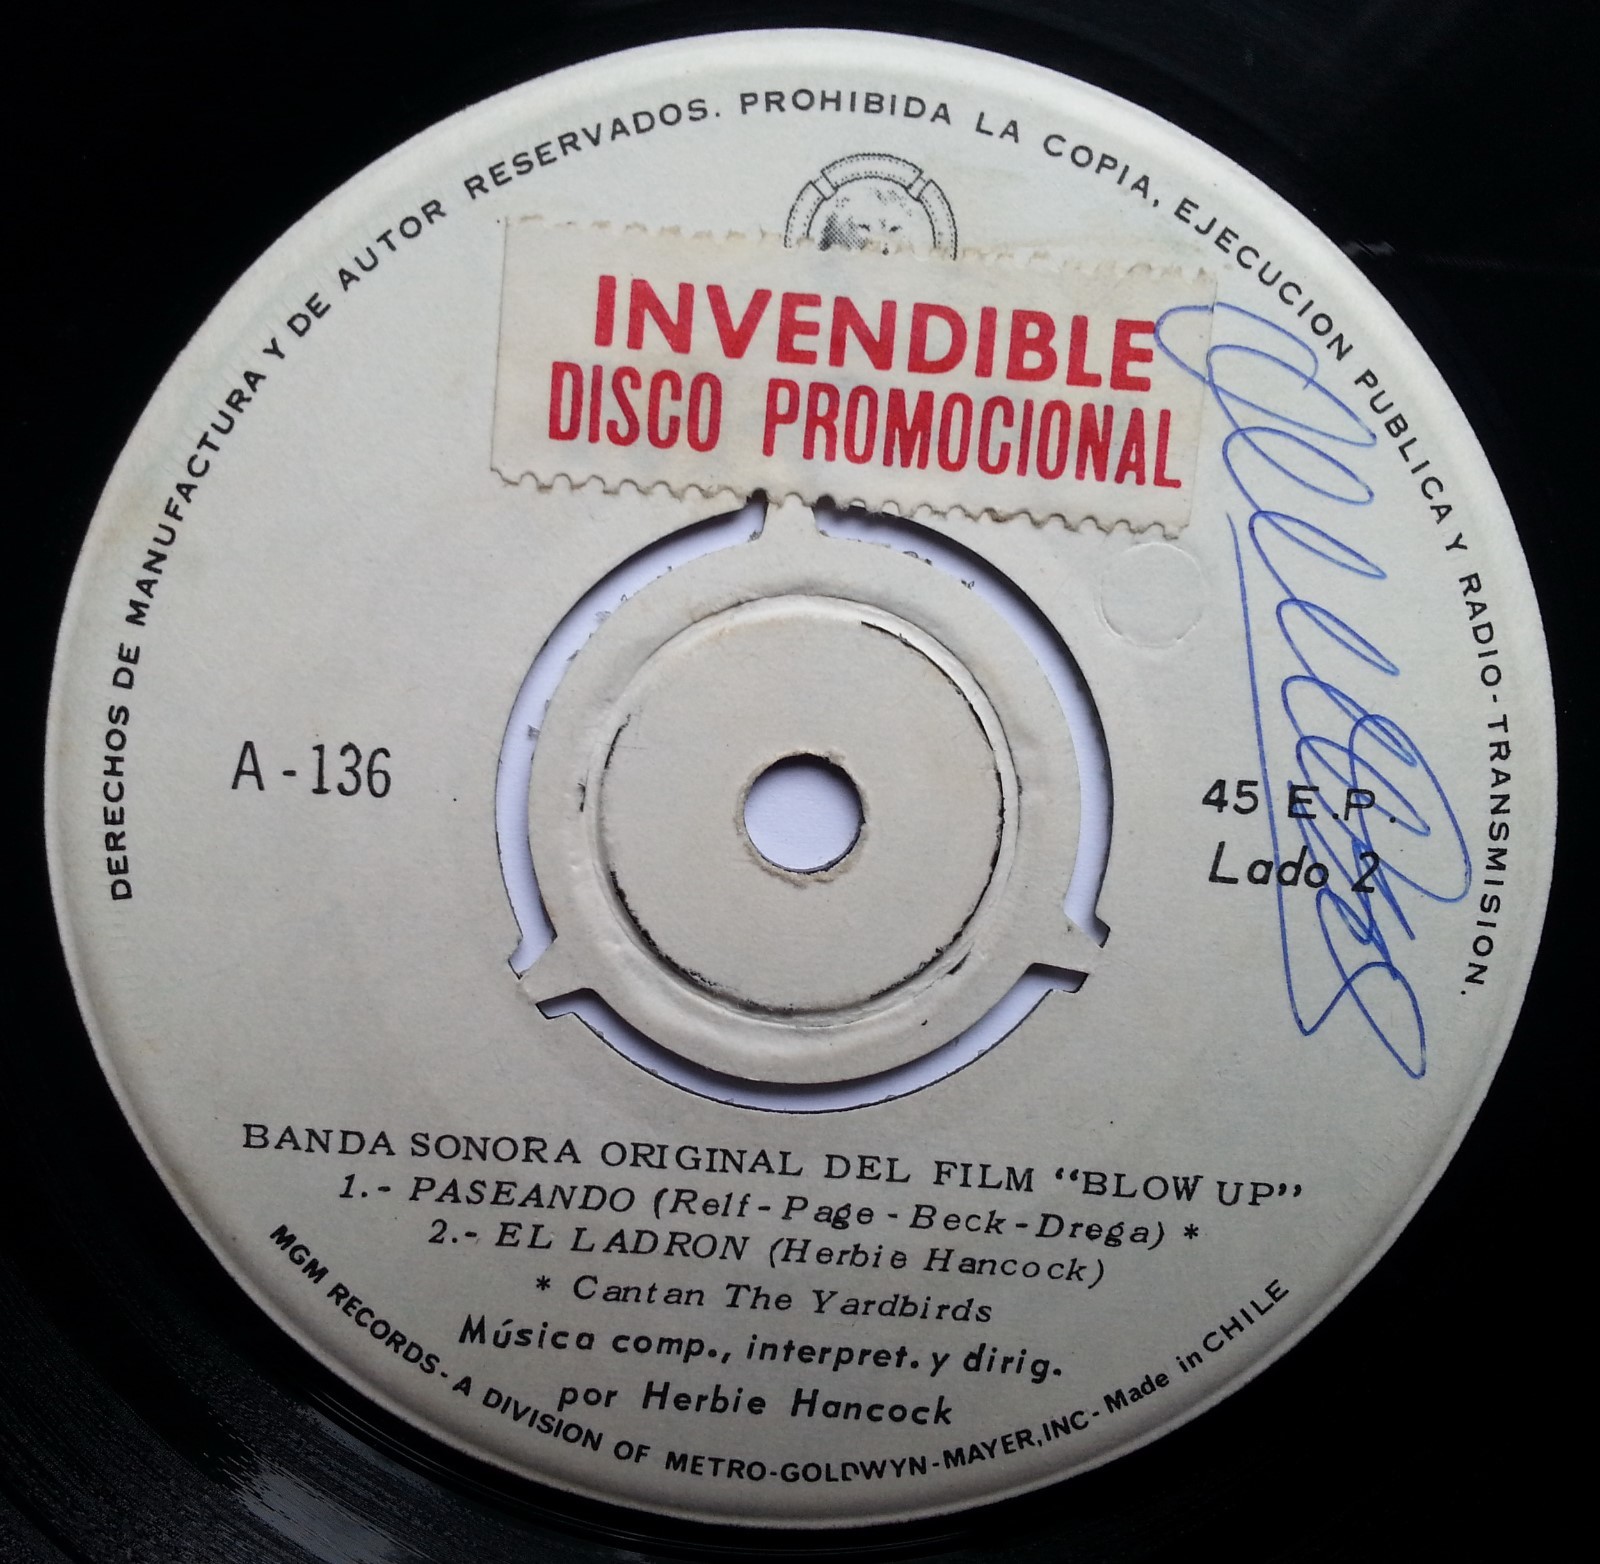 DERECHOS DE MANUFACTURA Y DE AUTOR RESERVADOS. PROHIBIDA LA COPIA, EJECUCION PUBLICA Y RADIO-TRANSMISION.
INVENDIBLE
DISCO PROMOCIONAL
A-136
45 E.P.
Lado 2
BANDA SONORA ORIGINAL DEL FILM "BLOW UP"
1.- PASEANDO (Relf-Page-Beck-Drega) *
2.- EL LADRON (Herbie Hancock)
* Cantan The Yardbirds
Música comp., interpret. y dirig.
por Herbie Hancock
MGM RECORDS-A DIVISION OF METRO-GOLDWYN-MAYER, INC- Made in CHILE